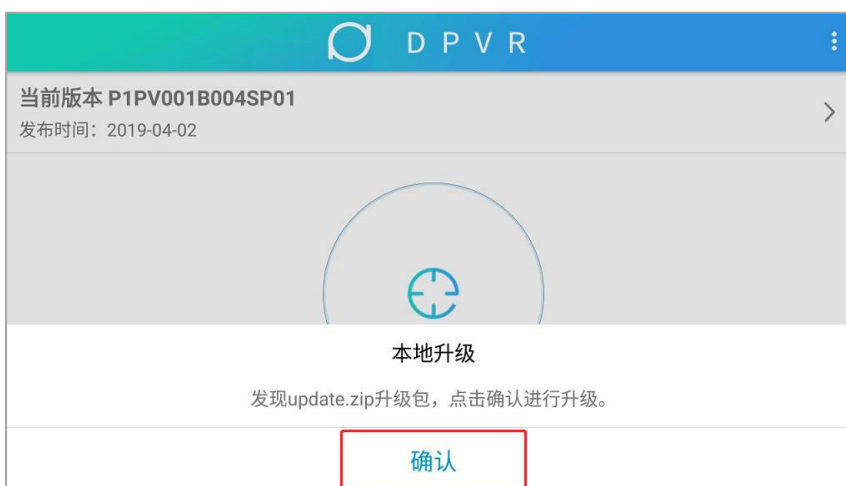 DPVR
当前版本 P1PV001B004SP01
发布时间：2019-04-02
本地升级
发现update.zip升级包，点击确认进行升级。
确认